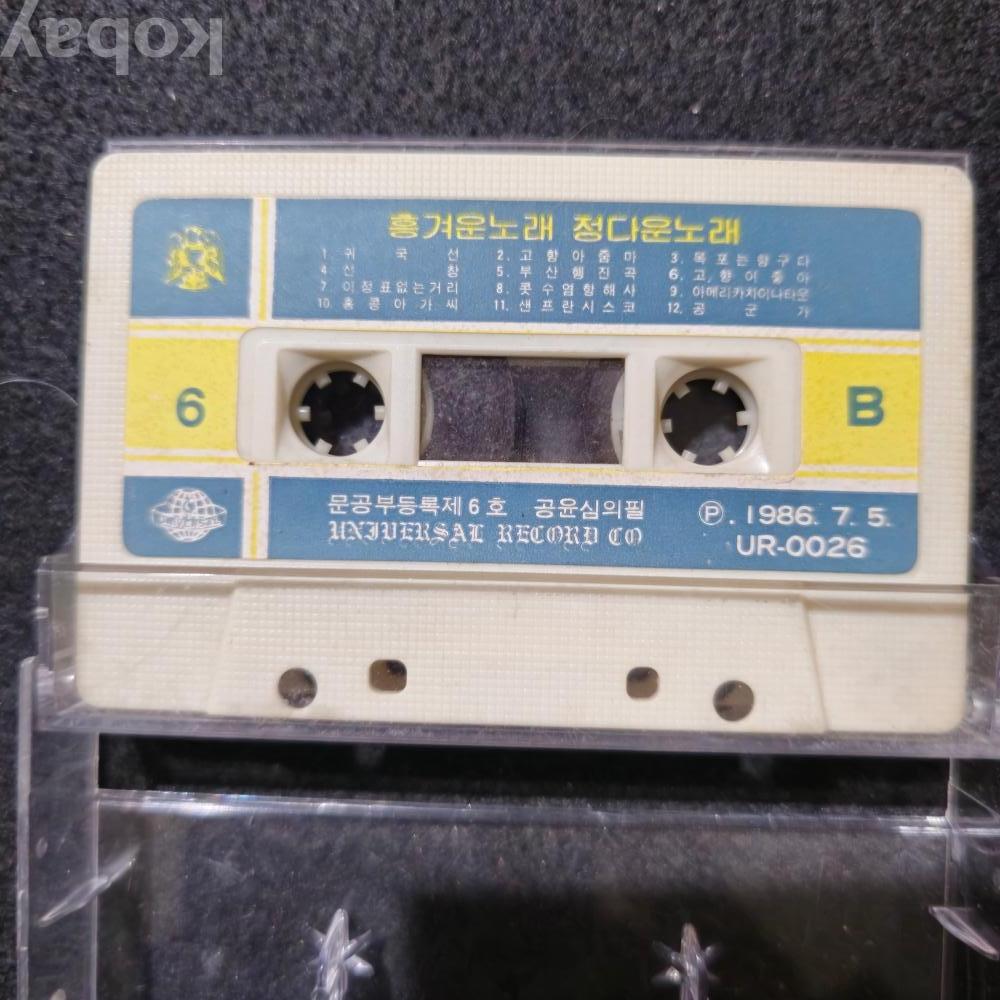 kobay
흥겨운노래 정다운노래
1 귀 국 선 2. 고향아줌마 3. 목포는항구다
4 선 창 5. 부산행진곡 6. 고향이좋아
7 이정표없는거리 8. 콧수염항해사 9. 아메리카치이나타운
10. 홍콩아가씨 11. 샌프란시스코 12. 공 군 가
6 B
문공부등록제6호 공윤심의필
UNIVERSAL RECORD CO
Ⓟ. 1986. 7. 5.
UR-0026